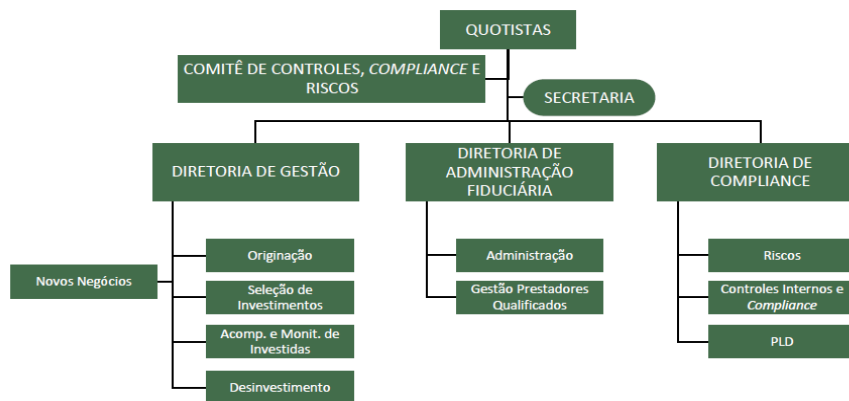 QUOTISTAS
COMITÊ DE CONTROLES, COMPLIANCE E
RISCOS
SECRETARIA
DIRETORIA DE GESTÃO
DIRETORIA DE
ADMINISTRAÇÃO
FIDUCIÁRIA
DIRETORIA DE
COMPLIANCE
Novos Negócios
Originação
Seleção de
Investimentos
Acomp. e Monit. de
Investidas
Desinvestimento
Administração
Gestão Prestadores
Qualificados
Riscos
Controles Internos e
Compliance
PLD